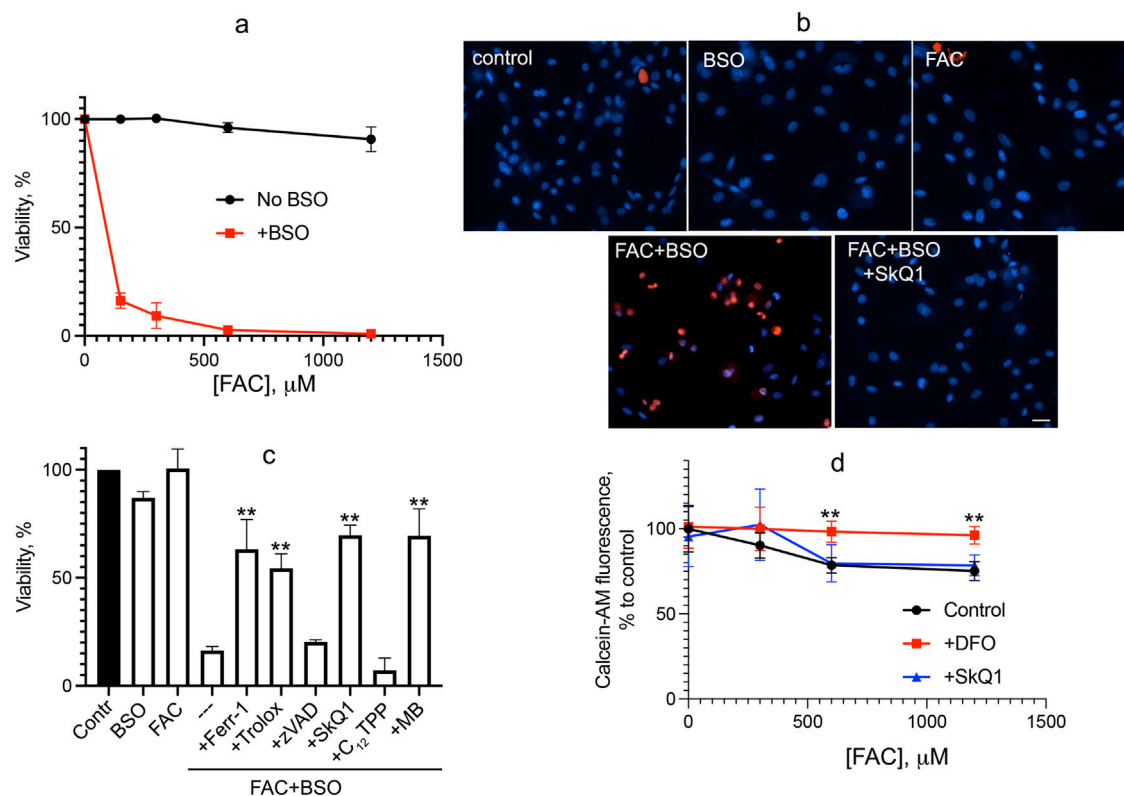 a
Viability, %
100
50
0
0
500
1000
1500
[FAC], μM
No BSO
+BSO
b
control
BSO
FAC
FAC+BSO
FAC+BSO
+SkQ1
c
Viability, %
100
50
0
**
**
**
**
Contr
BSO
FAC
---
+Ferr-1
+Trolox
+zVAD
+SkQ1
+C₁₂TPP
+MB
FAC+BSO
d
Calcein-AM fluorescence,
% to control
100
50
0
**
**
Control
+DFO
+SkQ1
0
500
1000
1500
[FAC], μM